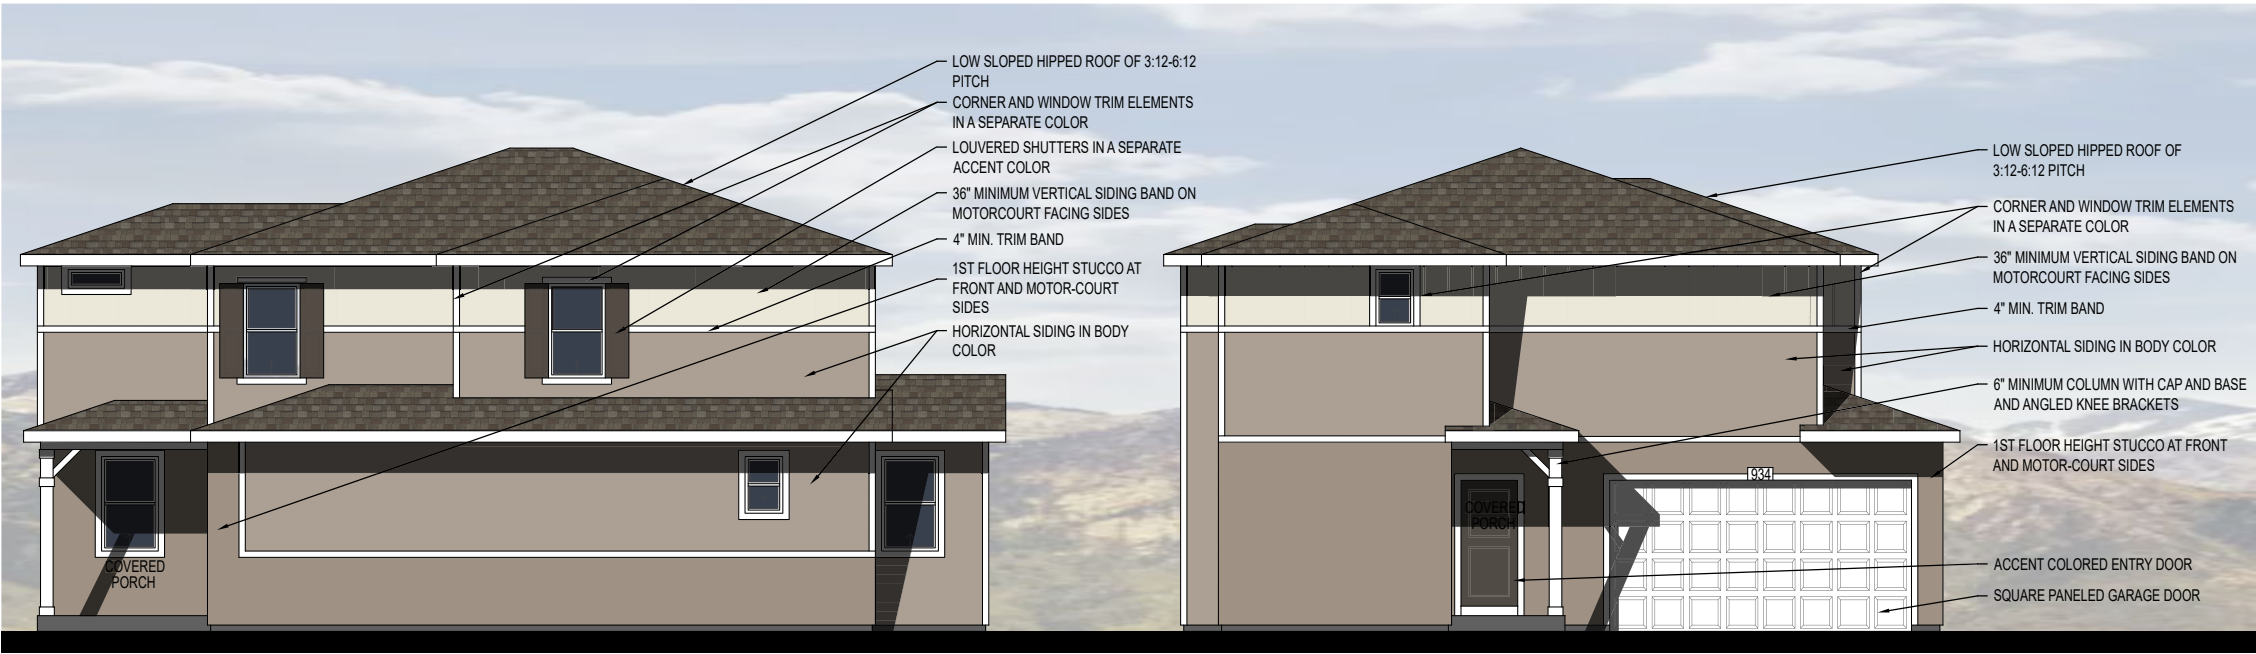 LOW SLOPED HIPPED ROOF OF 3:12-6:12
PITCH
CORNER AND WINDOW TRIM ELEMENTS
IN A SEPARATE COLOR
LOUVERED SHUTTERS IN A SEPARATE
ACCENT COLOR
36" MINIMUM VERTICAL SIDING BAND ON
MOTORCOURT FACING SIDES
4" MIN. TRIM BAND
1ST FLOOR HEIGHT STUCCO AT
FRONT AND MOTOR-COURT
SIDES
HORIZONTAL SIDING IN BODY
COLOR
COVERED
PORCH
LOW SLOPED HIPPED ROOF OF
3:12-6:12 PITCH
CORNER AND WINDOW TRIM ELEMENTS
IN A SEPARATE COLOR
36" MINIMUM VERTICAL SIDING BAND ON
MOTORCOURT FACING SIDES
4" MIN. TRIM BAND
HORIZONTAL SIDING IN BODY COLOR
6" MINIMUM COLUMN WITH CAP AND BASE
AND ANGLED KNEE BRACKETS
1ST FLOOR HEIGHT STUCCO AT FRONT
AND MOTOR-COURT SIDES
934
COVERED
PORCH
ACCENT COLORED ENTRY DOOR
SQUARE PANELED GARAGE DOOR